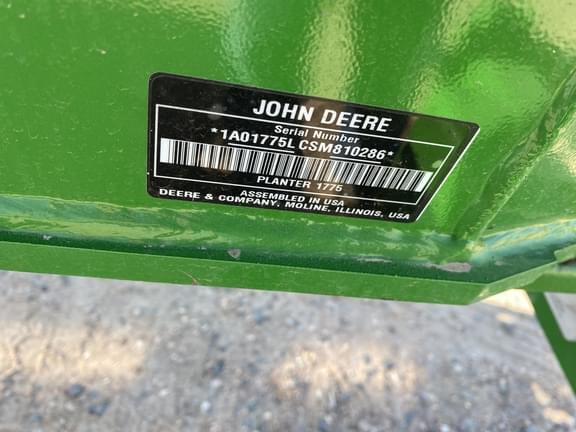 JOHN DEERE
Serial Number
*1A01775LCSM810286*
PLANTER 1775
ASSEMBLED IN USA
DEERE & COMPANY, MOLINE, ILLINOIS, USA